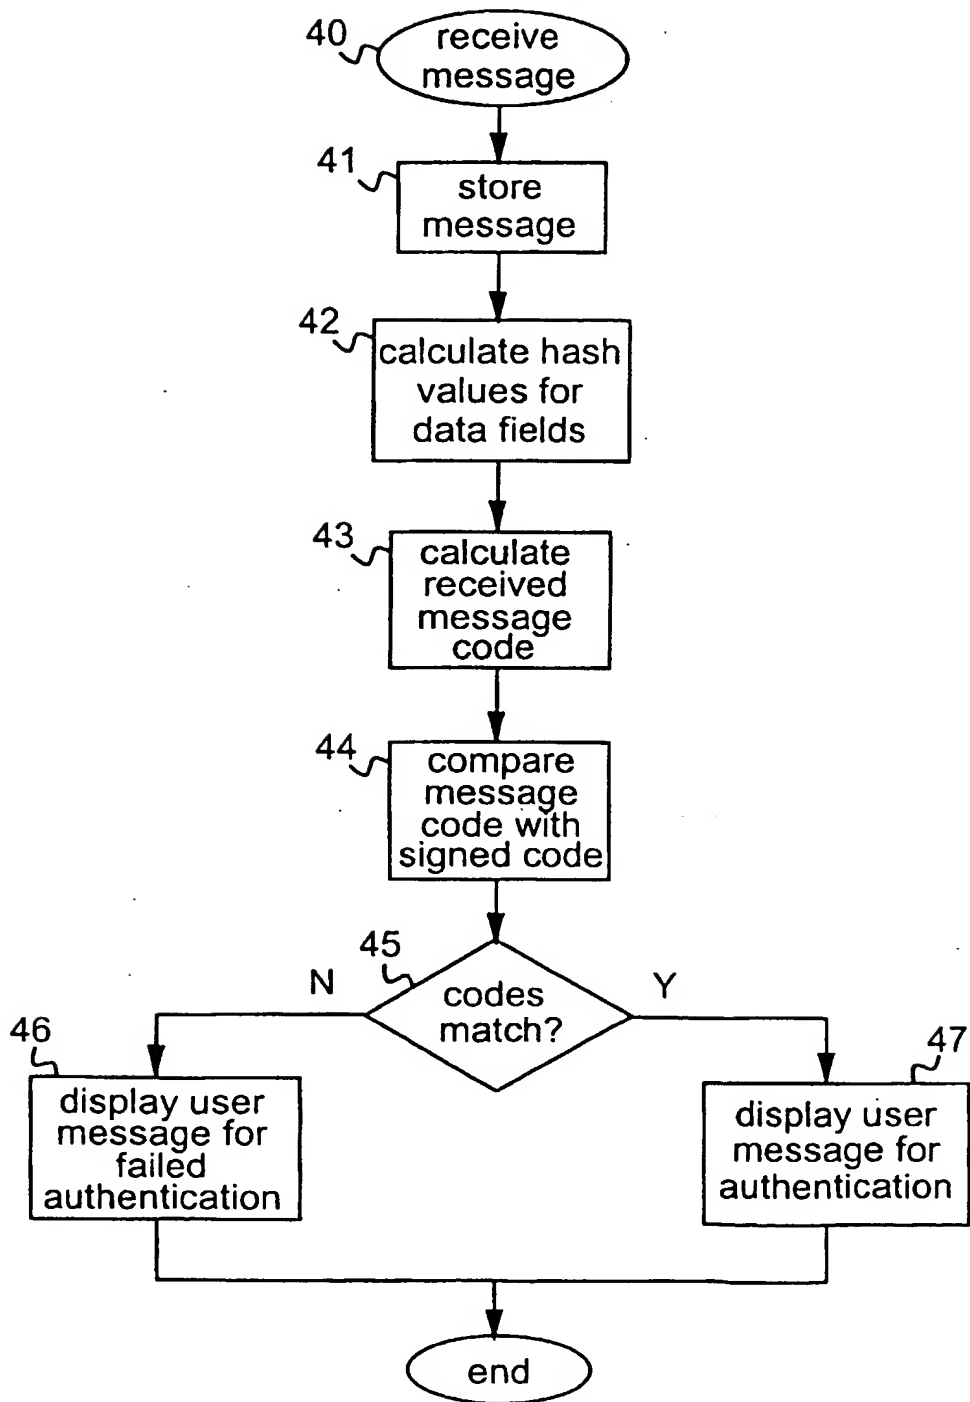 40
receive
message
41
store
message
42
calculate hash
values for
data fields
43
calculate
received
message
code
44
compare
message
code with
signed code
45
N
codes
match?
Y
46
display user
message for
failed
authentication
47
display user
message for
authentication
end